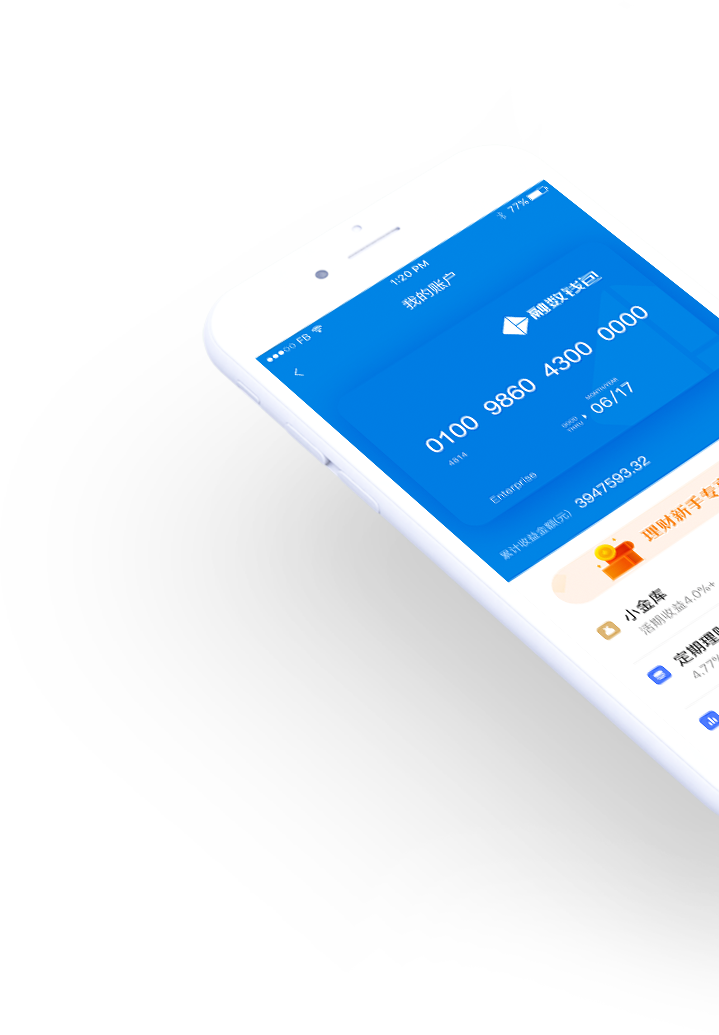 FB 1:20 PM 77%
我的账户
融数钱包
0100 9860 4300 0000
4814
GOOD THRU
MONTH/YEAR
06/17
Enterprise
累计收益金额(元) 3947593.32
理财新手专
小金库
活期收益4.0%+
定期理
4.77%